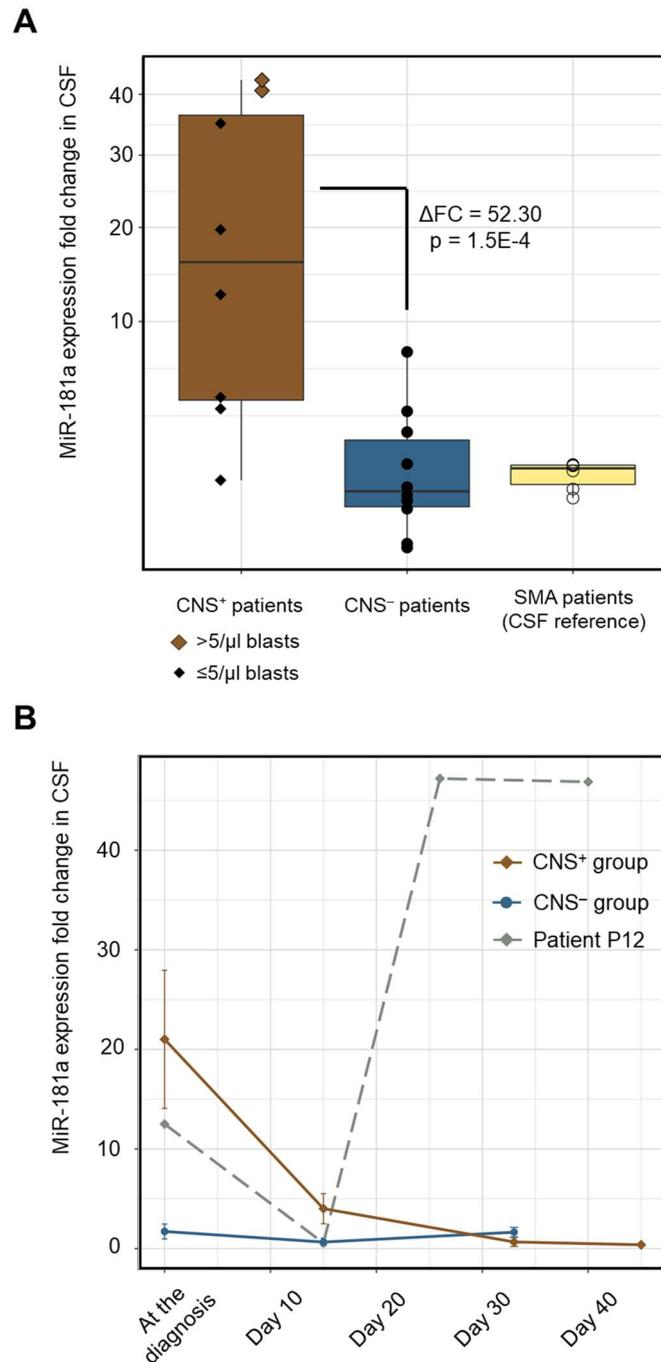 A
MiR-181a expression fold change in CSF
40
30
20
10
ΔFC = 52.30
p = 1.5E-4
CNS⁺ patients
CNS⁻ patients
SMA patients
(CSF reference)
>5/µl blasts
≤5/µl blasts
B
MiR-181a expression fold change in CSF
40
30
20
10
0
CNS⁺ group
CNS⁻ group
Patient P12
At the
diagnosis
Day 10
Day 20
Day 30
Day 40